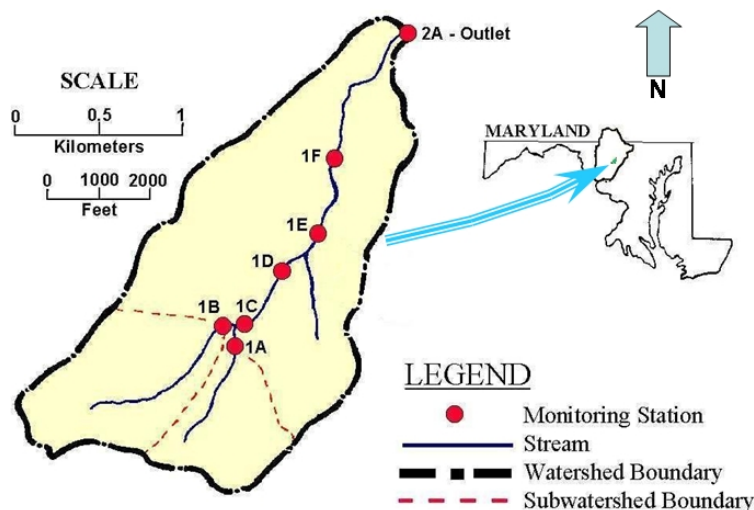 2A - Outlet
SCALE
0 0,5 1
Kilometers
0 1000 2000
Feet
N
MARYLAND
1F
1E
1D
1B 1C
1A
LEGEND
Monitoring Station
Stream
Watershed Boundary
Subwatershed Boundary